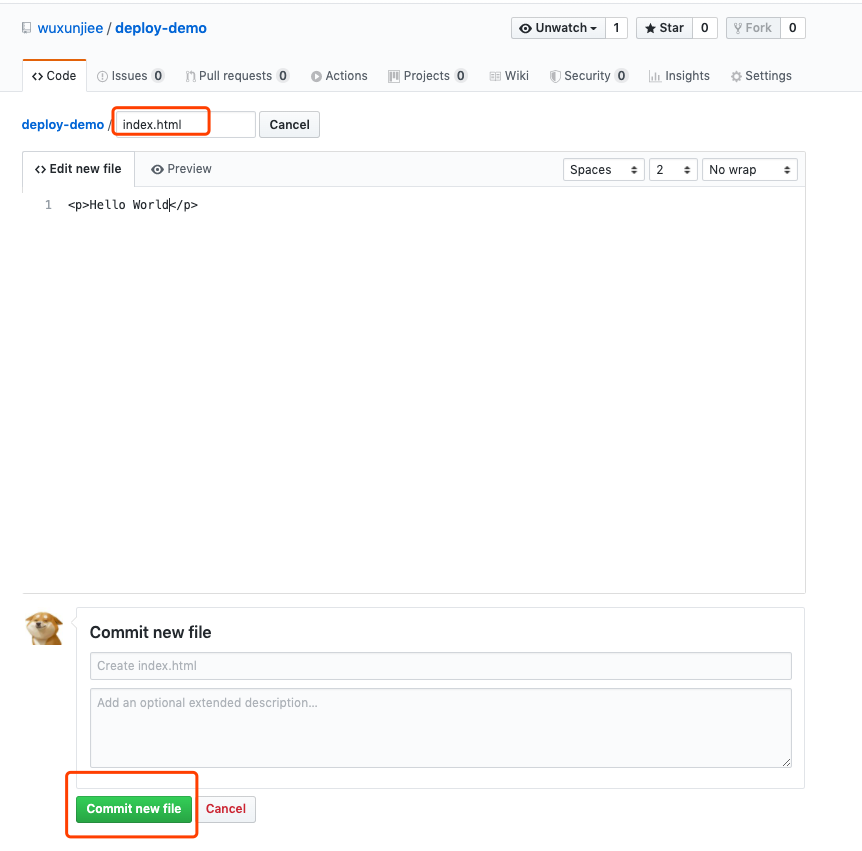 wuxunjiee / deploy-demo
Unwatch 1 Star 0 Fork 0
Code Issues 0 Pull requests 0 Actions Projects 0 Wiki Security 0 Insights Settings
deploy-demo / index.html Cancel
Edit new file Preview Spaces 2 No wrap
1 <p>Hello World</p>
Commit new file
Create index.html
Add an optional extended description...
Commit new file Cancel